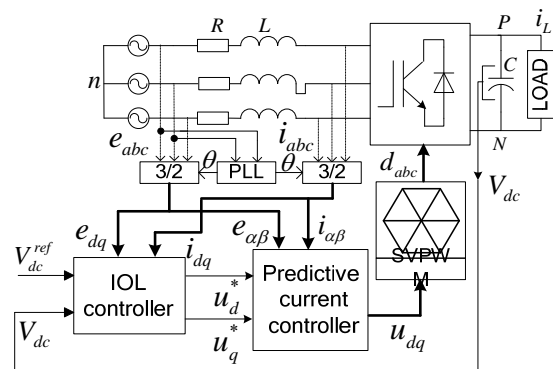 R L P i_L
n C LOAD
e_abc i_abc N
3/2 θ PLL θ 3/2 d_abc
V_dc
e_dq i_dq e_αβ i_αβ
SVPW
M
V_dc^ref IOL
controller
Predictive
current
controller
u_d^*
V_dc u_q^* u_dq